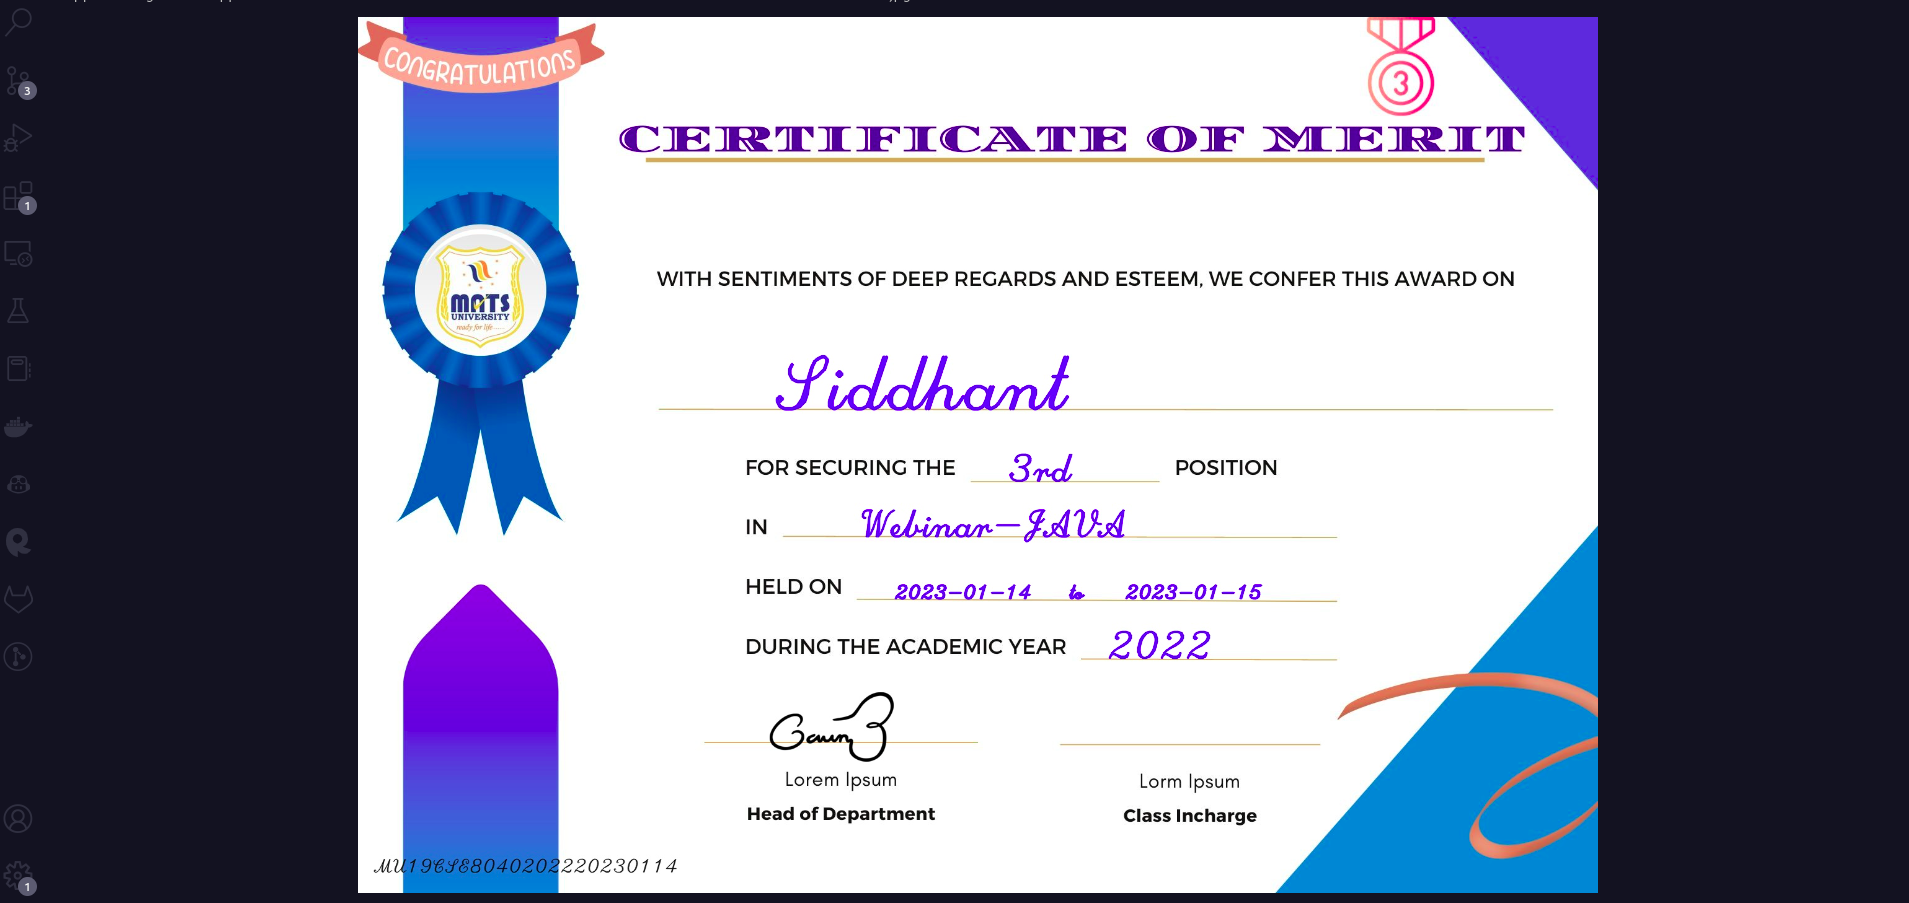 3
1
1
CONGRATULATIONS
3
CERTIFICATE OF MERIT
MATS
UNIVERSITY
ready for life.....
WITH SENTIMENTS OF DEEP REGARDS AND ESTEEM, WE CONFER THIS AWARD ON
Siddhant
FOR SECURING THE 3rd POSITION
IN Webinar-JAVA
HELD ON 2023-01-14 to 2023-01-15
DURING THE ACADEMIC YEAR 2022
Lorem Ipsum
Head of Department
Lorm Ipsum
Class Incharge
MU19CSE8040202220230114